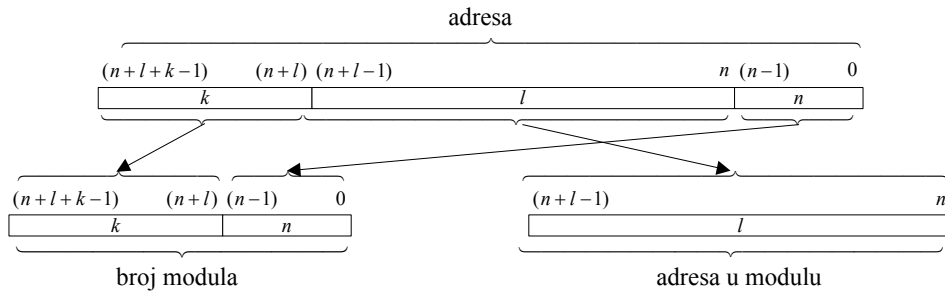 adresa
(n+l+k−1) (n+l) (n+l−1) n (n−1) 0
k l n
(n+l+k−1) (n+l) (n−1) 0 (n+l−1) n
k n l
broj modula adresa u modulu